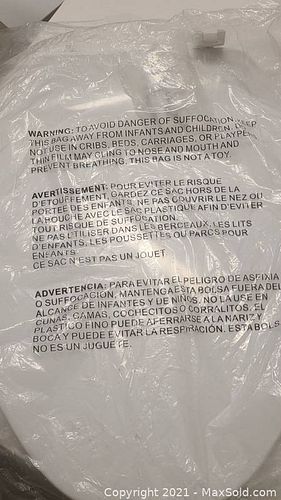 WARNING: TO AVOID DANGER OF SUFFOCATION, KEEP
THIS BAG AWAY FROM INFANTS AND CHILDREN. DO
NOT USE IN CRIBS, BEDS, CARRIAGES, OR PLAYPENS.
THIN FILM MAY CLING TO NOSE AND MOUTH AND
PREVENT BREATHING. THIS BAG IS NOT A TOY.
AVERTISSEMENT: POUR EVITER LE RISQUE
D'ETOUFFEMENT, GARDEZ CE SAC HORS DE LA
PORTEE DES ENFANTS. NE PAS COUVRIR LE NEZ OU
LA BOUCHE AVEC LE SAC PLASTIQUE AFIN D'EVITER
TOUT RISQUE DE SUFFOCATION.
NE PAS UTILISER DANS LES BERCEAUX, LES LITS
D'ENFANTS, LES POUSSETTES OU PARCS POUR
ENFANTS.
CE SAC N'EST PAS UN JOUET
ADVERTENCIA: PARA EVITAR EL PELIGRO DE ASFIXIA
O SUFFOCACION, MANTENGA ESTA BOLSA FUERA DEL
ALCANCE DE INFANTES Y DE NINOS. NO LA USE EN
CUNAS, CAMAS, COCHECITOS O CORRALITOS. EL
PLASTICO FINO PUEDE AFERRARSE A LA NARIZ Y
BOCA Y PUEDE EVITAR LA RESPIRACIÓN. ESTA BOLSA
NO ES UN JUGUETE.
Copyright © 2021 - MaxSold.com